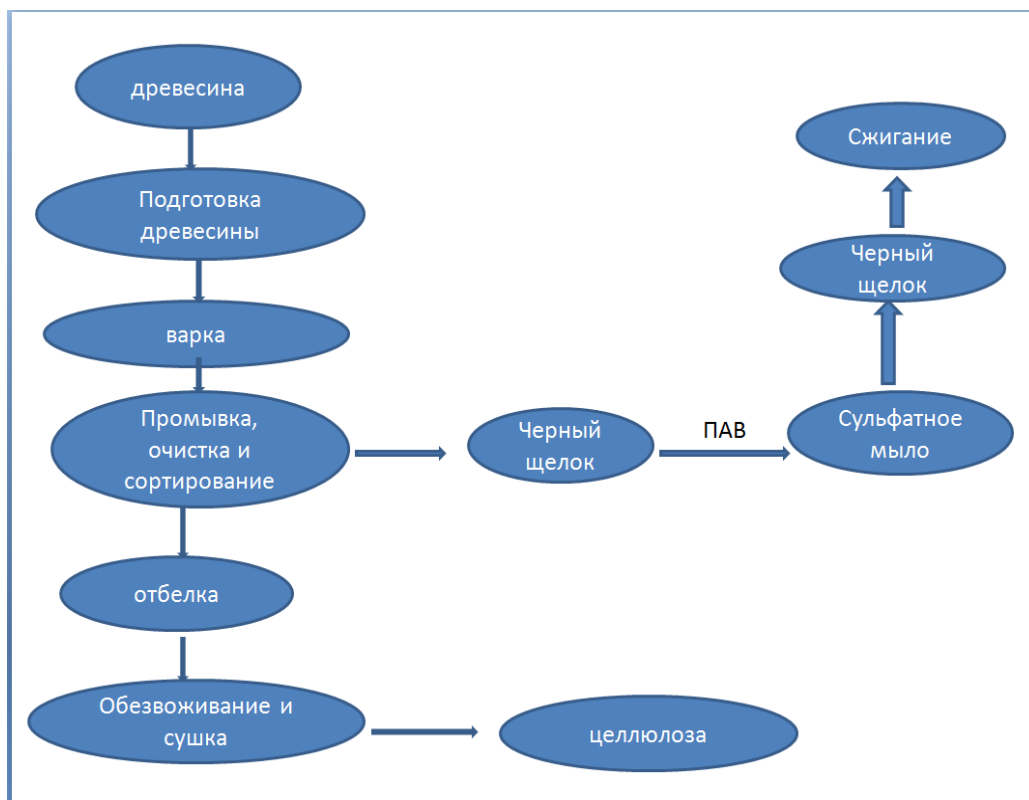 древесина
Подготовка
древесины
варка
Промывка,
очистка и
сортирование
отбелка
Обезвоживание и
сушка
целлюлоза
Черный
щелок
ПАВ
Сульфатное
мыло
Черный
щелок
Сжигание